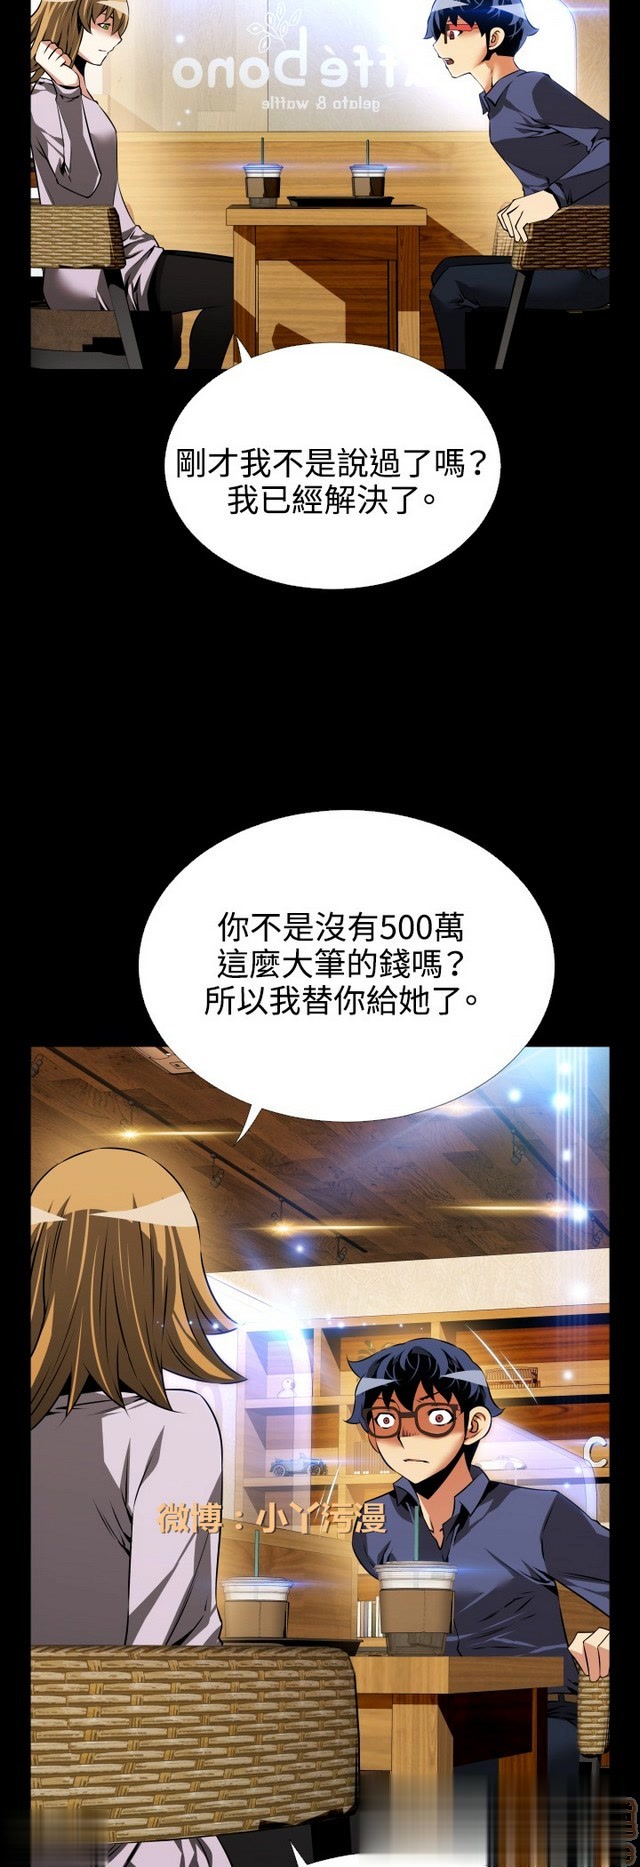 ffébono
gelato & waffle
剛才我不是說過了嗎？
我已經解決了。
你不是沒有500萬
這麼大筆的錢嗎？
所以我替你給她了。
C
微博：小丫污漫